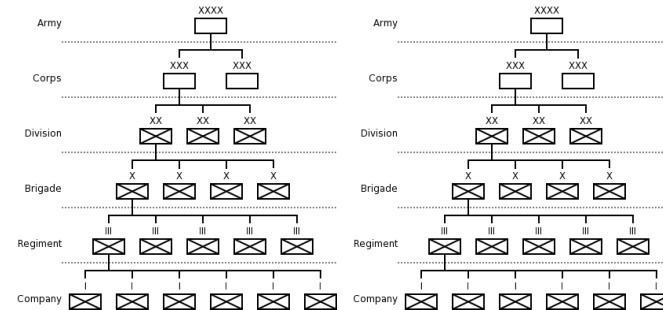 XXXX XXXX
Army Army
XXX XXX XXX XXX
Corps Corps
XX XX XX XX XX XX
Division Division
X X X X X X X X
Brigade Brigade
III III III III III III III III III III
Regiment Regiment
I I I I I I I I I I I I
Company Company